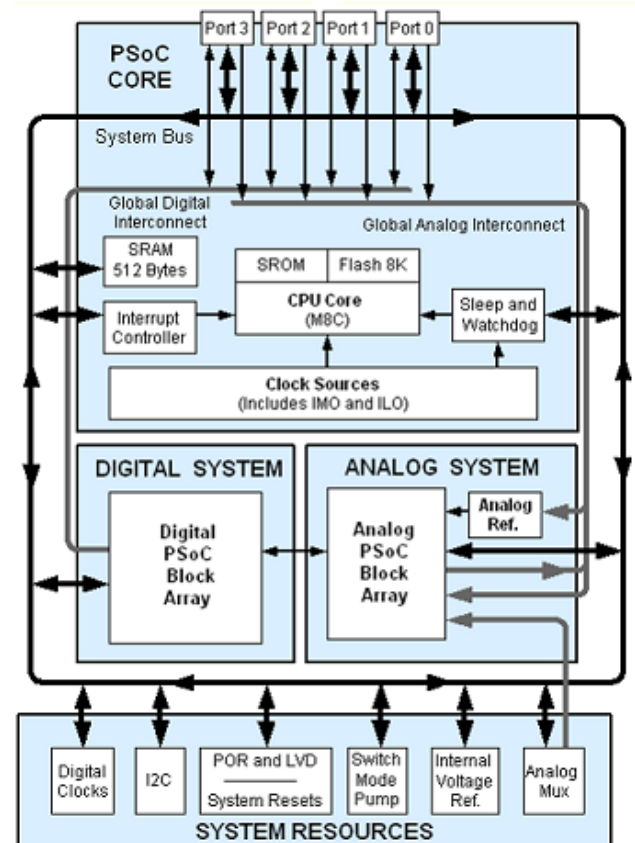 Port 3 Port 2 Port 1 Port 0
PSoC
CORE
System Bus
Global Digital
Interconnect
Global Analog Interconnect
SRAM
512 Bytes
SROM Flash 8K
CPU Core
(M8C)
Interrupt
Controller
Sleep and
Watchdog
Clock Sources
(Includes IMO and ILO)
DIGITAL SYSTEM
Digital
PSoC
Block
Array
ANALOG SYSTEM
Analog
PSoC
Block
Array
Analog
Ref.
Digital
Clocks
I2C
POR and LVD
System Resets
Switch
Mode
Pump
Internal
Voltage
Ref.
Analog
Mux
SYSTEM RESOURCES